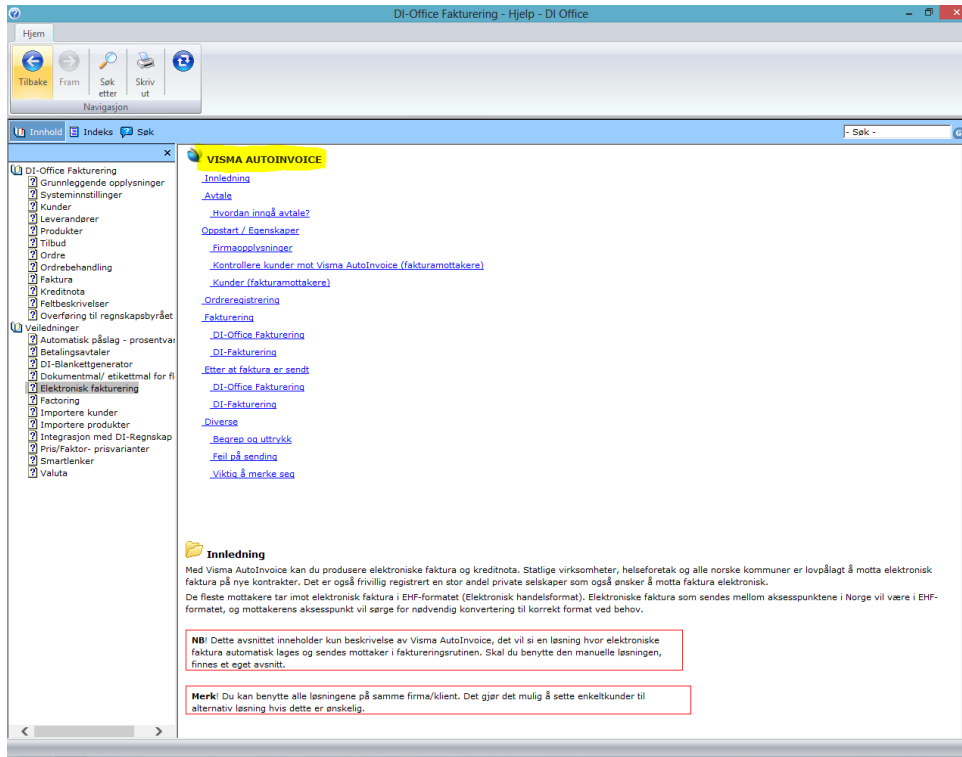 DI-Office Fakturering - Hjelp - DI Office
Hjem
Tilbake
Fram
Søk etter
Skriv ut
Navigasjon
Innhold
Indeks
Søk
- Søk -
DI-Office Fakturering
Grunnleggende opplysninger
Systeminnstillinger
Kunder
Leverandører
Produkter
Tilbud
Ordre
Ordrebehandling
Faktura
Kreditnota
Feltbeskrivelser
Overføring til regnskapsbyrået
Veiledninger
Automatisk påslag - prosentvar
Betalingsavtaler
DI-Blankettgenerator
Dokumentmal/ etikettmal for fl
Elektronisk fakturering
Factoring
Importere kunder
Importere produkter
Integrasjon med DI-Regnskap
Pris/Faktor- prisvarianter
Smartlenker
Valuta
VISMA AUTOINVOICE
Innledning
Avtale
Hvordan inngå avtale?
Oppstart / Egenskaper
Firmaopplysninger
Kontrollere kunder mot Visma AutoInvoice (fakturamottakere)
Kunder (fakturamottakere)
Ordreregistrering
Fakturering
DI-Office Fakturering
DI-Fakturering
Etter at faktura er sendt
DI-Office Fakturering
DI-Fakturering
Diverse
Begrep og uttrykk
Feil på sending
Viktig å merke seg
Innledning
Med Visma AutoInvoice kan du produsere elektroniske faktura og kreditnota. Statlige virksomheter, helseforetak og alle norske kommuner er lovpålagt å motta elektronisk
faktura på nye kontrakter. Det er også frivillig registrert en stor andel private selskaper som også ønsker å motta faktura elektronisk.
De fleste mottakere tar imot elektronisk faktura i EHF-formatet (Elektronisk handelsformat). Elektroniske faktura som sendes mellom aksesspunktene i Norge vil være i EHF-
formatet, og mottakerens aksesspunkt vil sørge for nødvendig konvertering til korrekt format ved behov.
NB! Dette avsnittet inneholder kun beskrivelse av Visma AutoInvoice, det vil si en løsning hvor elektroniske
faktura automatisk lages og sendes mottaker i faktureringsrutinen. Skal du benytte den manuelle løsningen,
finnes et eget avsnitt.
Merk! Du kan benytte alle løsningene på samme firma/klient. Det gjør det mulig å sette enkeltkunder til
alternativ løsning hvis dette er ønskelig.